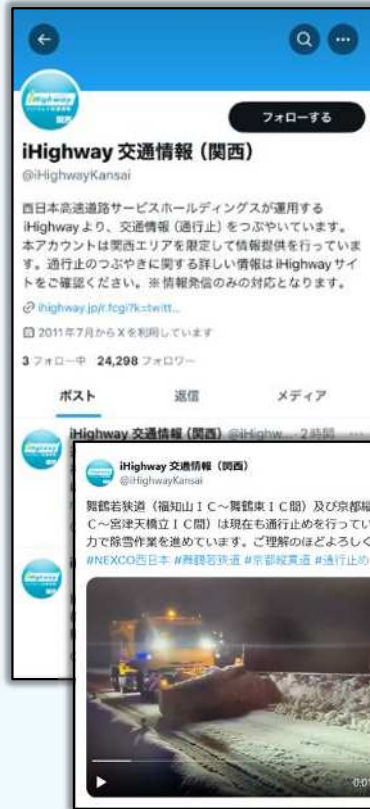 iHighway
関西
フォローする
iHighway 交通情報（関西）
@iHighwayKansai
西日本高速道路サービスホールディングスが運用する
iHighwayより、交通情報（通行止）をつぶやいています。
本アカウントは関西エリアを限定して情報提供を行っていま
す。通行止のつぶやきに関する詳しい情報は iHighway サイ
トをご確認ください。※情報発信のみの対応となります。
ihighway.jp/r.fcgi?k=twitt...
2011年7月からXを利用しています
3 フォロー中 24,298 フォロワー
ポスト 返信 メディア
iHighway 交通情報（関西） @iHighw... · 2時間 ...
iHighway 交通情報（関西）
@iHighwayKansai
舞鶴若狭道（福知山ＩＣ～舞鶴東ＩＣ間）及び京都縦
Ｃ～宮津天橋立ＩＣ間）は現在も通行止めを行ってい
力で除雪作業を進めています。ご理解のほどよろしく
#NEXCO西日本 #舞鶴若狭道 #京都縦貫道 #通行止め
0:01